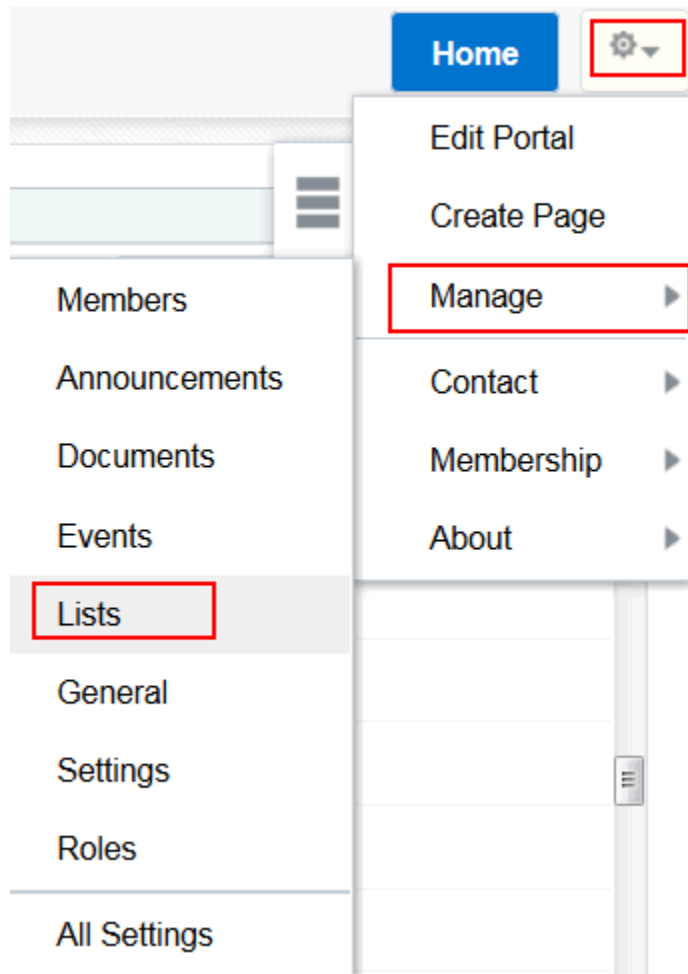 Home
Edit Portal
Create Page
Manage
Contact
Membership
About
Members
Announcements
Documents
Events
Lists
General
Settings
Roles
All Settings